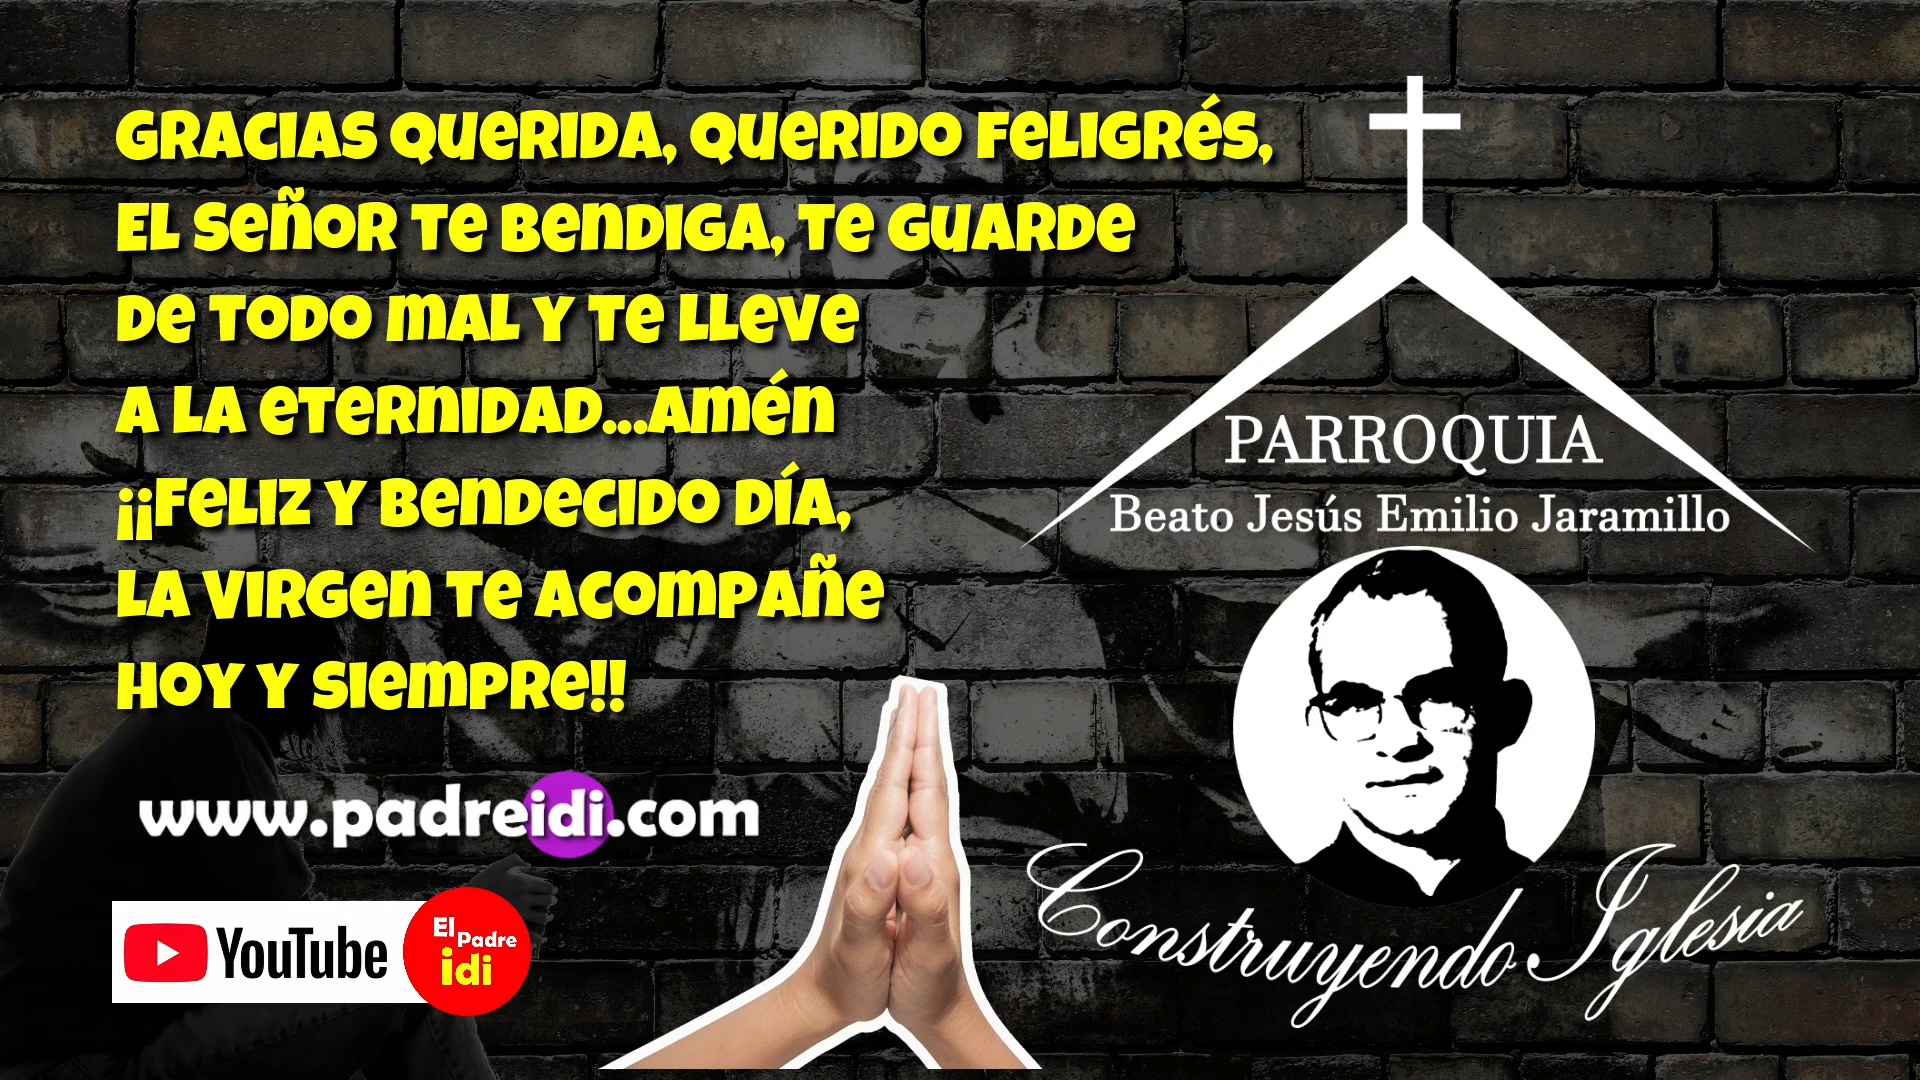 GRACIAS QUERIDA, QUERIDO FELIGRÉS,
EL SEÑOR TE BENDIGA, TE GUARDE
DE TODO MAL Y TE LLEVE
A LA ETERNIDAD...AMÉN
¡¡FELIZ Y BENDECIDO DÍA,
LA VIRGEN TE ACOMPAÑE
HOY Y SIEMPRE!!
www.padreidi.com
YouTube
El Padre
idi
PARROQUIA
Beato Jesús Emilio Jaramillo
Construyendo Iglesia